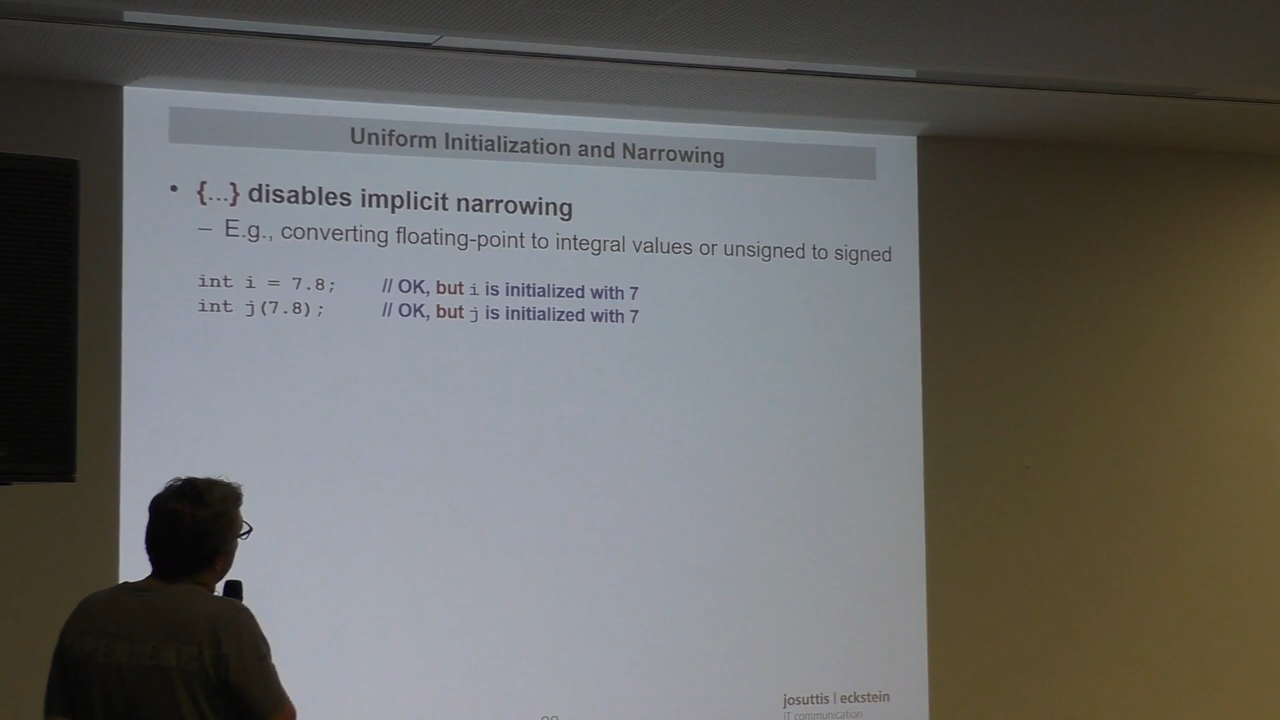 Uniform Initialization and Narrowing
• {...} disables implicit narrowing
– E.g., converting floating-point to integral values or unsigned to signed
int i = 7.8; // OK, but i is initialized with 7
int j(7.8); // OK, but j is initialized with 7
josuttis | eckstein
IT communication